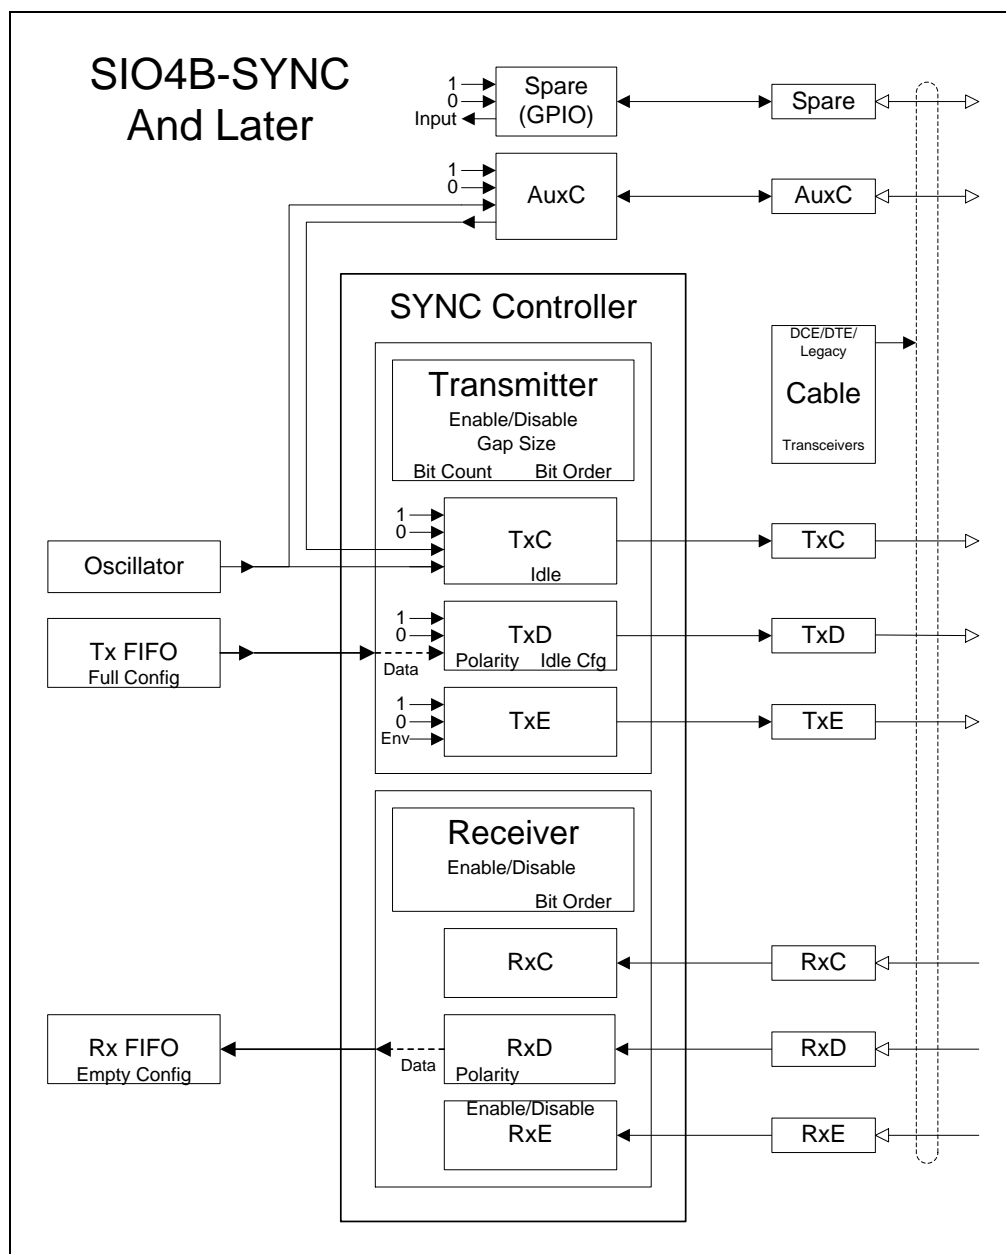 SIO4B-SYNC
And Later
1
0
Input
Spare
(GPIO)
Spare
1
0
AuxC
AuxC
SYNC Controller
DCE/DTE/
Legacy
Cable
Transceivers
Transmitter
Enable/Disable
Gap Size
Bit Count Bit Order
1
0
TxC
Idle
TxC
Oscillator
Tx FIFO
Full Config
1
0
Data
TxD
Polarity Idle Cfg
TxD
1
0
Env
TxE
TxE
Receiver
Enable/Disable
Bit Order
RxC
RxC
Rx FIFO
Empty Config
Data
RxD
Polarity
RxD
Enable/Disable
RxE
RxE